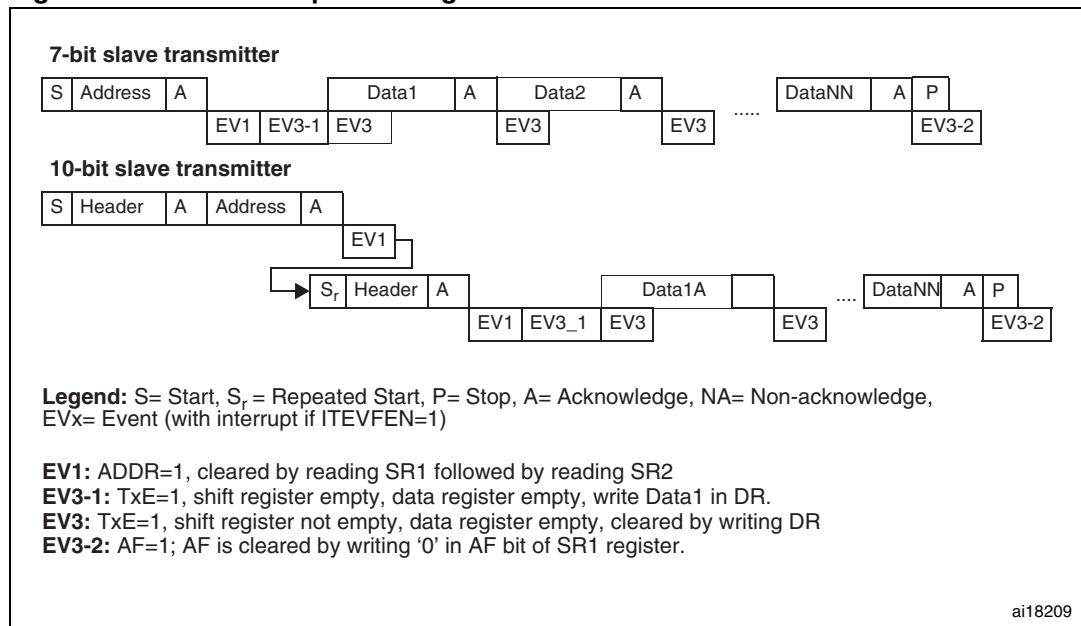 7-bit slave transmitter
S Address A Data1 A Data2 A ..... DataNN A P
EV1 EV3-1 EV3 EV3 EV3 EV3-2
10-bit slave transmitter
S Header A Address A
EV1
Sr Header A Data1A .... DataNN A P
EV1 EV3_1 EV3 EV3 EV3-2
Legend: S= Start, Sr = Repeated Start, P= Stop, A= Acknowledge, NA= Non-acknowledge,
EVx= Event (with interrupt if ITEVFEN=1)
EV1: ADDR=1, cleared by reading SR1 followed by reading SR2
EV3-1: TxE=1, shift register empty, data register empty, write Data1 in DR.
EV3: TxE=1, shift register not empty, data register empty, cleared by writing DR
EV3-2: AF=1; AF is cleared by writing ‘0’ in AF bit of SR1 register.
ai18209